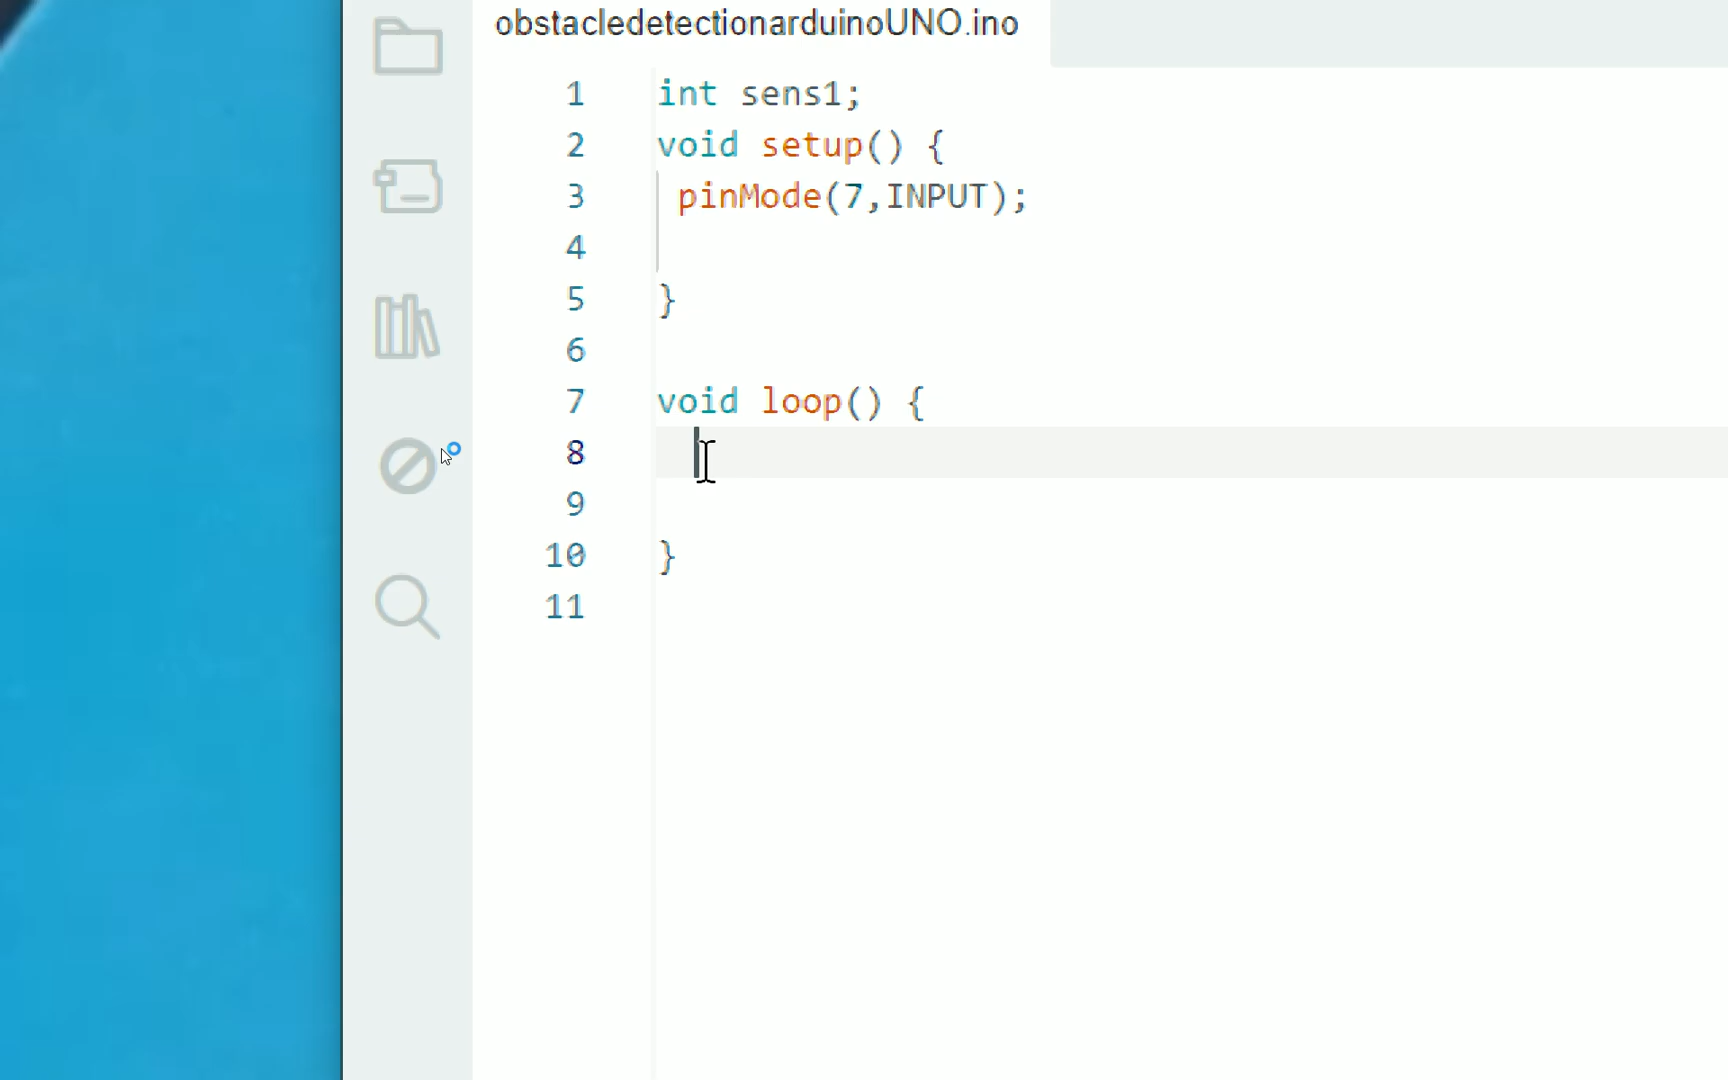 obstacledetectionarduinoUNO.ino
1 int sens1;
2 void setup() {
3 pinMode(7,INPUT);
4
5 }
6
7 void loop() {
8
9
10 }
11